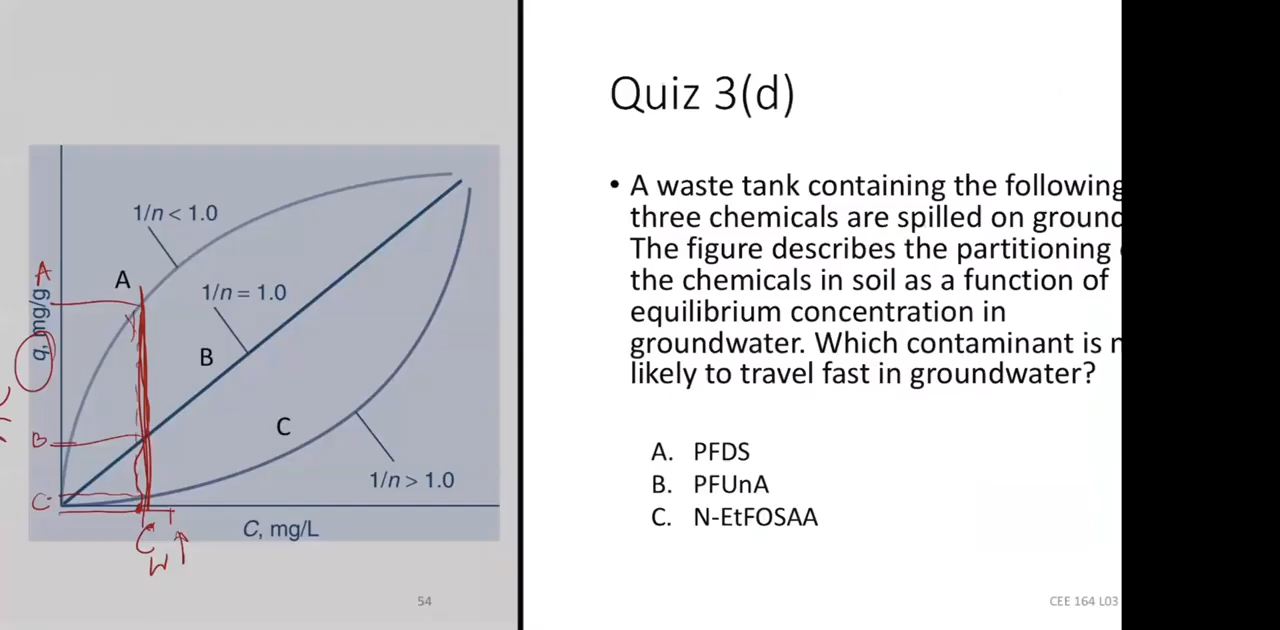 1/n < 1.0
A
A
1/n = 1.0
q, mg/g
B
B
C
1/n > 1.0
C
C, mg/L
C
W
54
Quiz 3(d)
• A waste tank containing the following
three chemicals are spilled on ground
The figure describes the partitioning
the chemicals in soil as a function of
equilibrium concentration in
groundwater. Which contaminant is
likely to travel fast in groundwater?
A. PFDS
B. PFUnA
C. N-EtFOSAA
CEE 164 L03